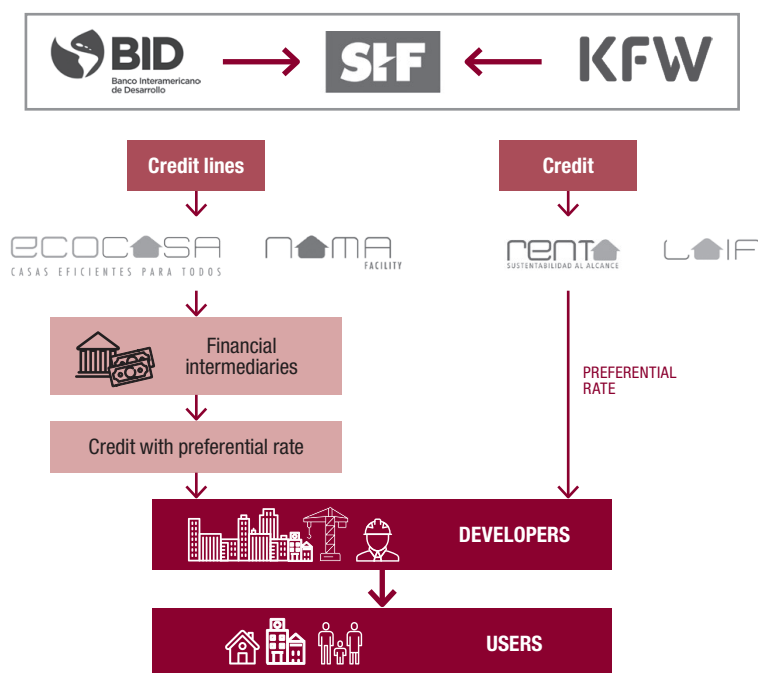 BID
Banco Interamericano
de Desarrollo
SHF
KFW
Credit lines
Credit
ECOCASA
CASAS EFICIENTES PARA TODOS
NAMA
FACILITY
RENTA
SUSTENTABILIDAD AL ALCANCE
LAIF
Financial
intermediaries
PREFERENTIAL
RATE
Credit with preferential rate
DEVELOPERS
USERS